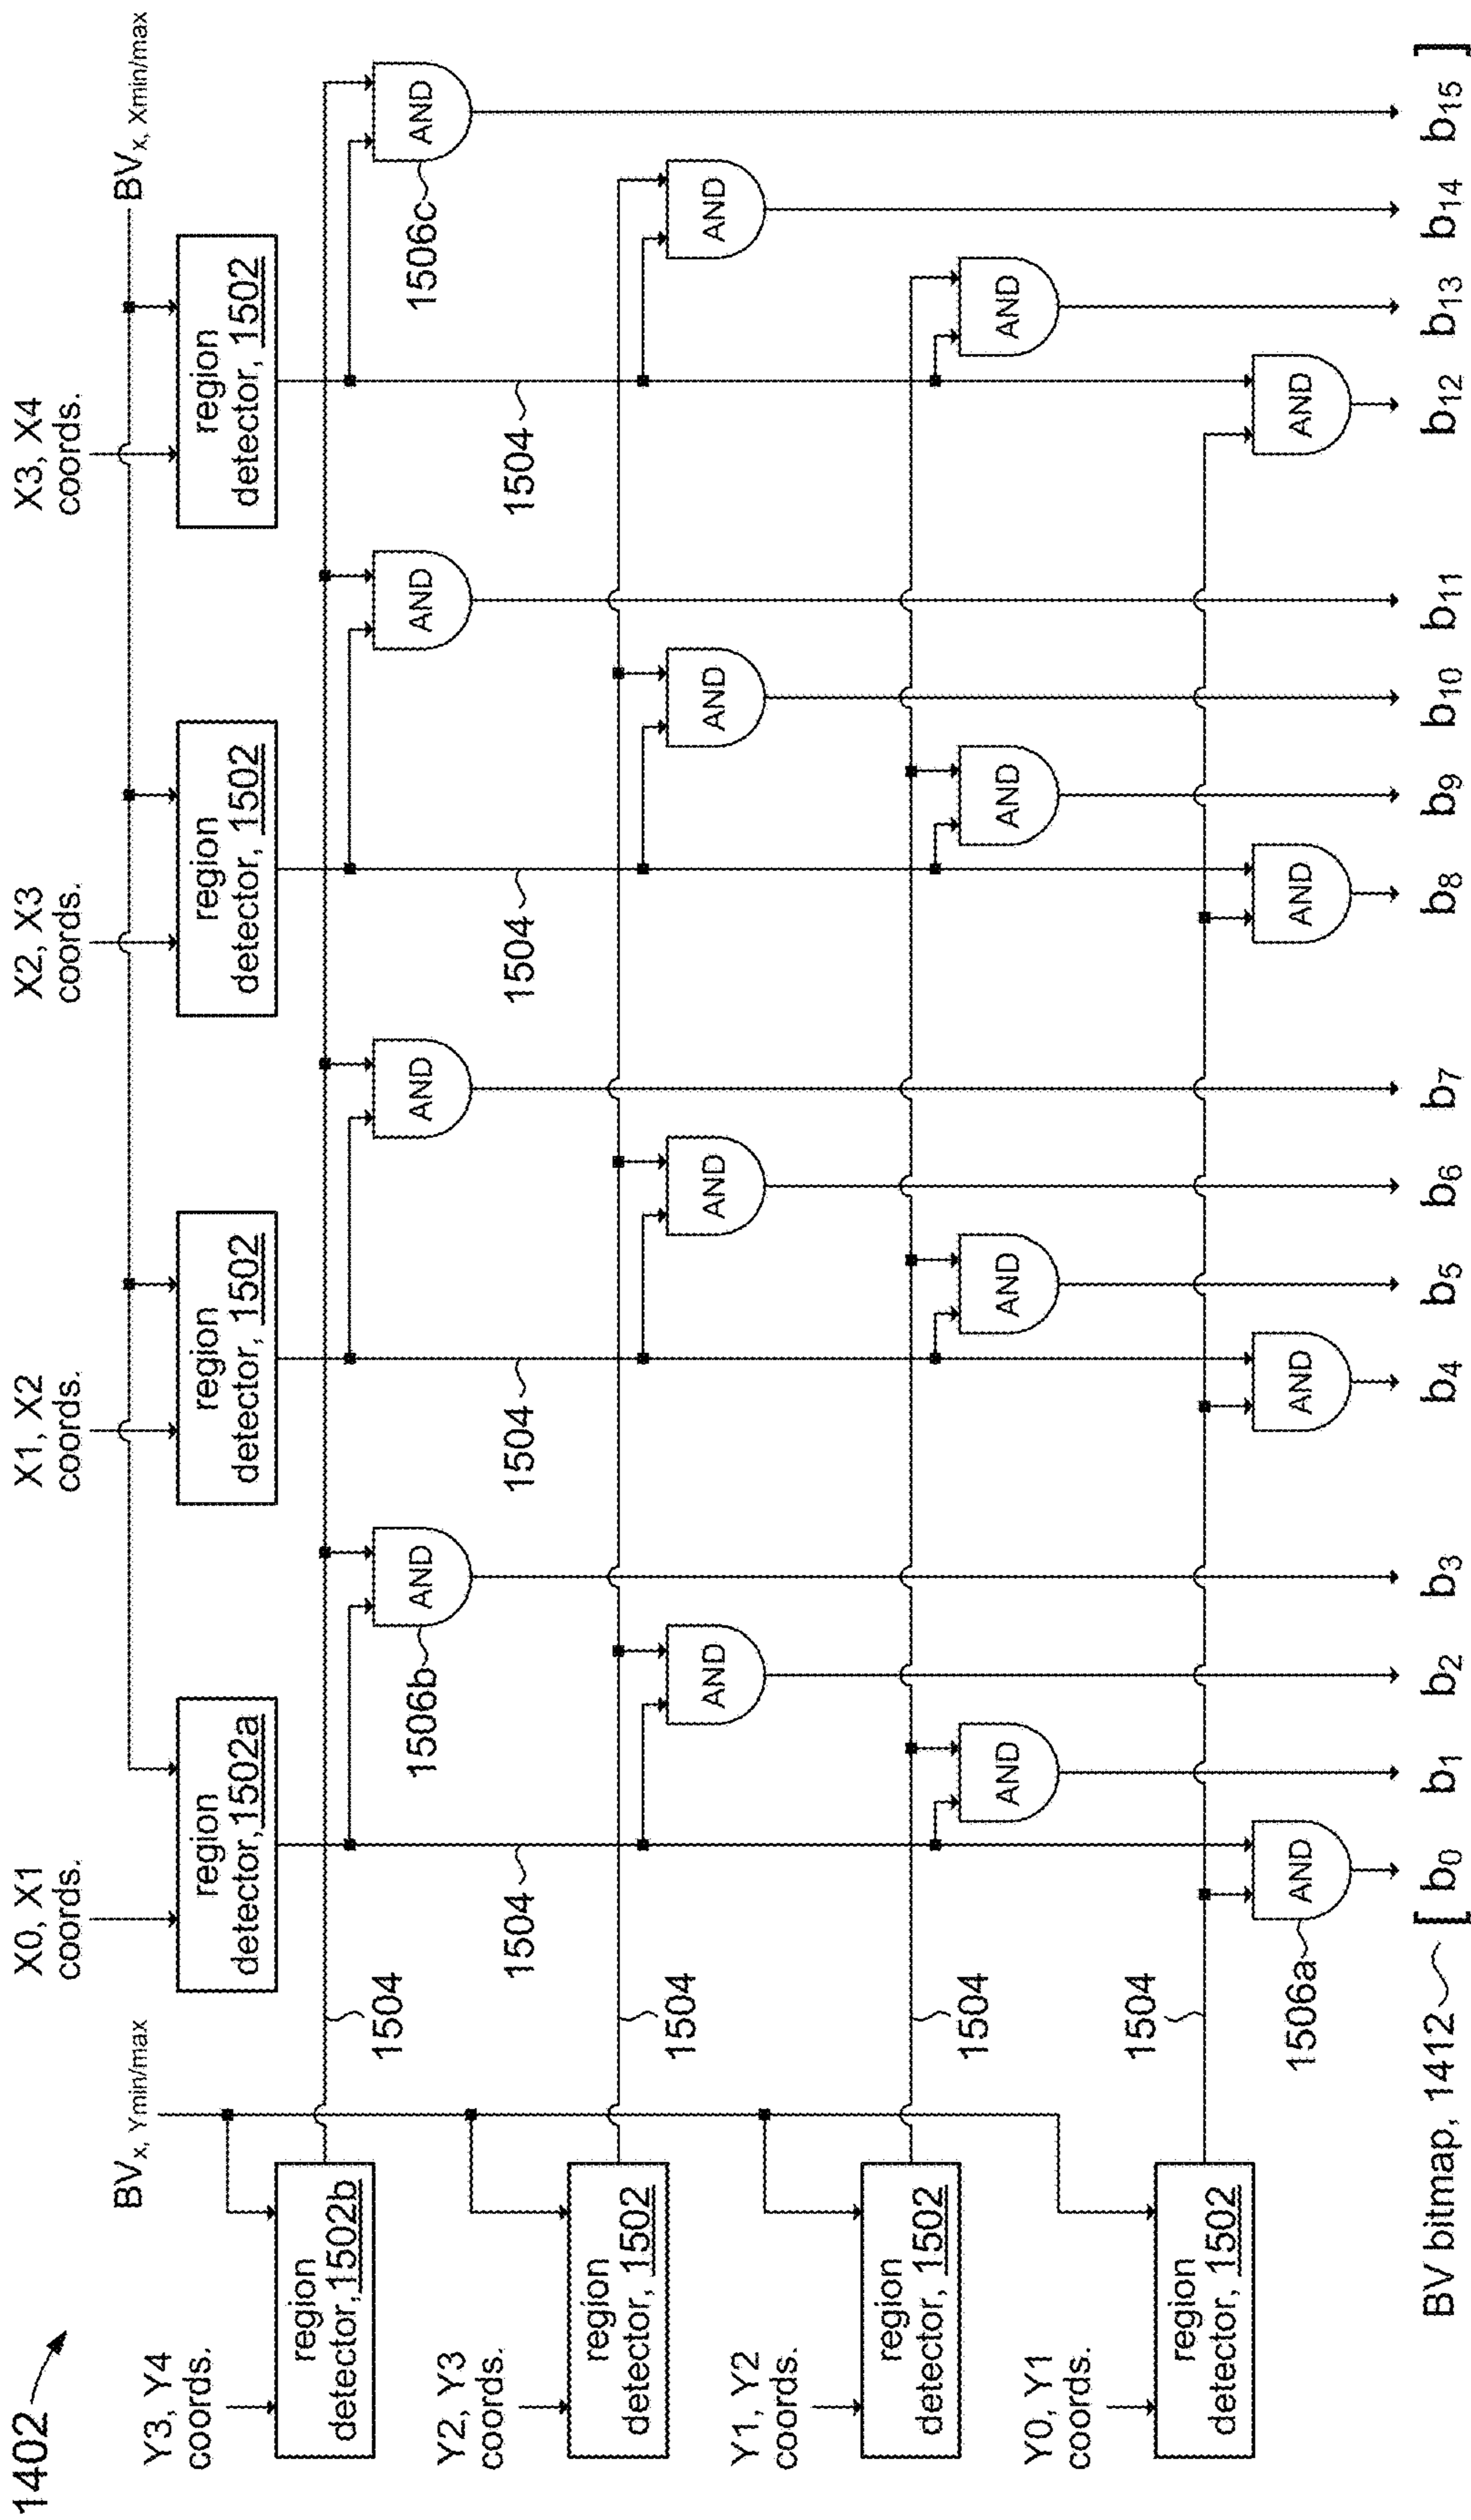 1402
BVx, Ymin/max
X0, X1
coords.
X1, X2
coords.
X2, X3
coords.
X3, X4
coords.
BVx, Xmin/max
region
detector, 1502a
region
detector, 1502
region
detector, 1502
region
detector, 1502
Y3, Y4
coords.
region
detector, 1502b
1504
AND
AND
AND
AND
1506b
1506c
1504
1504
1504
1504
Y2, Y3
coords.
region
detector, 1502
1504
AND
AND
AND
AND
Y1, Y2
coords.
region
detector, 1502
1504
AND
AND
AND
AND
Y0, Y1
coords.
region
detector, 1502
1504
AND
AND
AND
AND
1506a
BV bitmap, 1412 [ b0 b1 b2 b3 b4 b5 b6 b7 b8 b9 b10 b11 b12 b13 b14 b15 ]